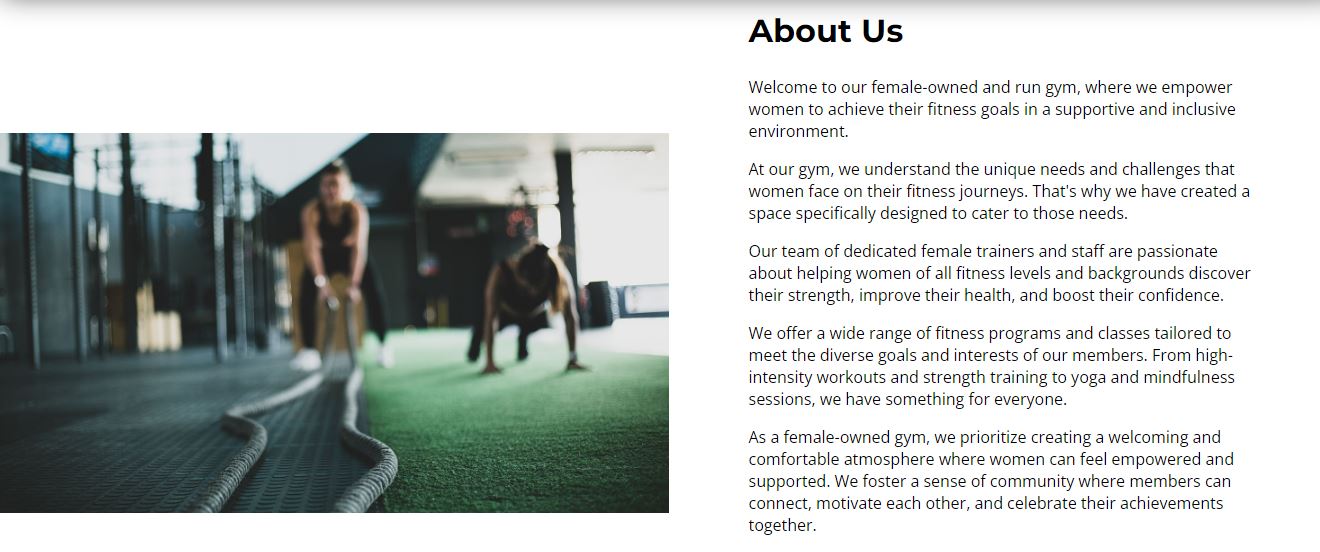 About Us
Welcome to our female-owned and run gym, where we empower
women to achieve their fitness goals in a supportive and inclusive
environment.
At our gym, we understand the unique needs and challenges that
women face on their fitness journeys. That's why we have created a
space specifically designed to cater to those needs.
Our team of dedicated female trainers and staff are passionate
about helping women of all fitness levels and backgrounds discover
their strength, improve their health, and boost their confidence.
We offer a wide range of fitness programs and classes tailored to
meet the diverse goals and interests of our members. From high-
intensity workouts and strength training to yoga and mindfulness
sessions, we have something for everyone.
As a female-owned gym, we prioritize creating a welcoming and
comfortable atmosphere where women can feel empowered and
supported. We foster a sense of community where members can
connect, motivate each other, and celebrate their achievements
together.